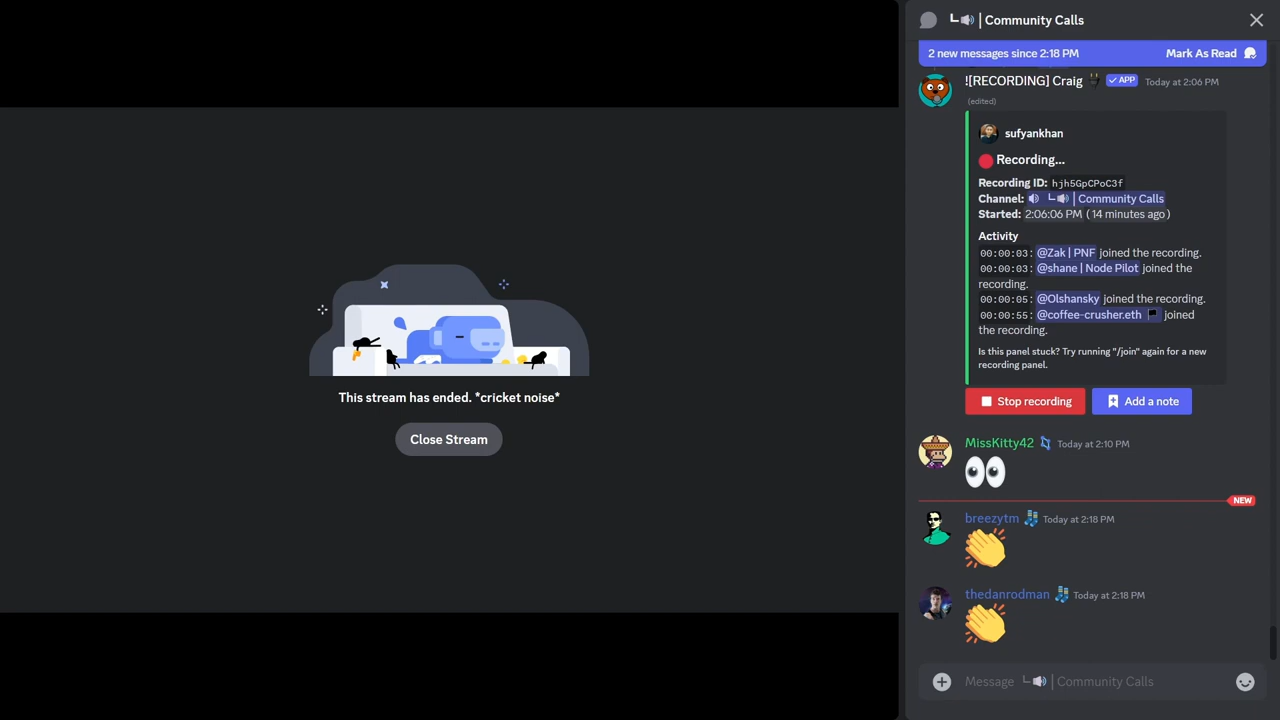 └🔊 | Community Calls
2 new messages since 2:18 PM
Mark As Read
![RECORDING] Craig
✓ APP
Today at 2:06 PM
(edited)
sufyankhan
Recording...
Recording ID: hjh5GpCPoC3f
Channel: └🔊 | Community Calls
Started: 2:06:06 PM (14 minutes ago)
Activity
00:00:03: @Zak | PNF joined the recording.
00:00:03: @shane | Node Pilot joined the
recording.
00:00:05: @Olshansky joined the recording.
00:00:55: @coffee-crusher.eth 🏴 joined
the recording.
Is this panel stuck? Try running "/join" again for a new
recording panel.
Stop recording
Add a note
MissKitty42
Today at 2:10 PM
👀
NEW
breezytm
Today at 2:18 PM
👏
thedanrodman
Today at 2:18 PM
👏
Message └🔊 | Community Calls
This stream has ended. *cricket noise*
Close Stream